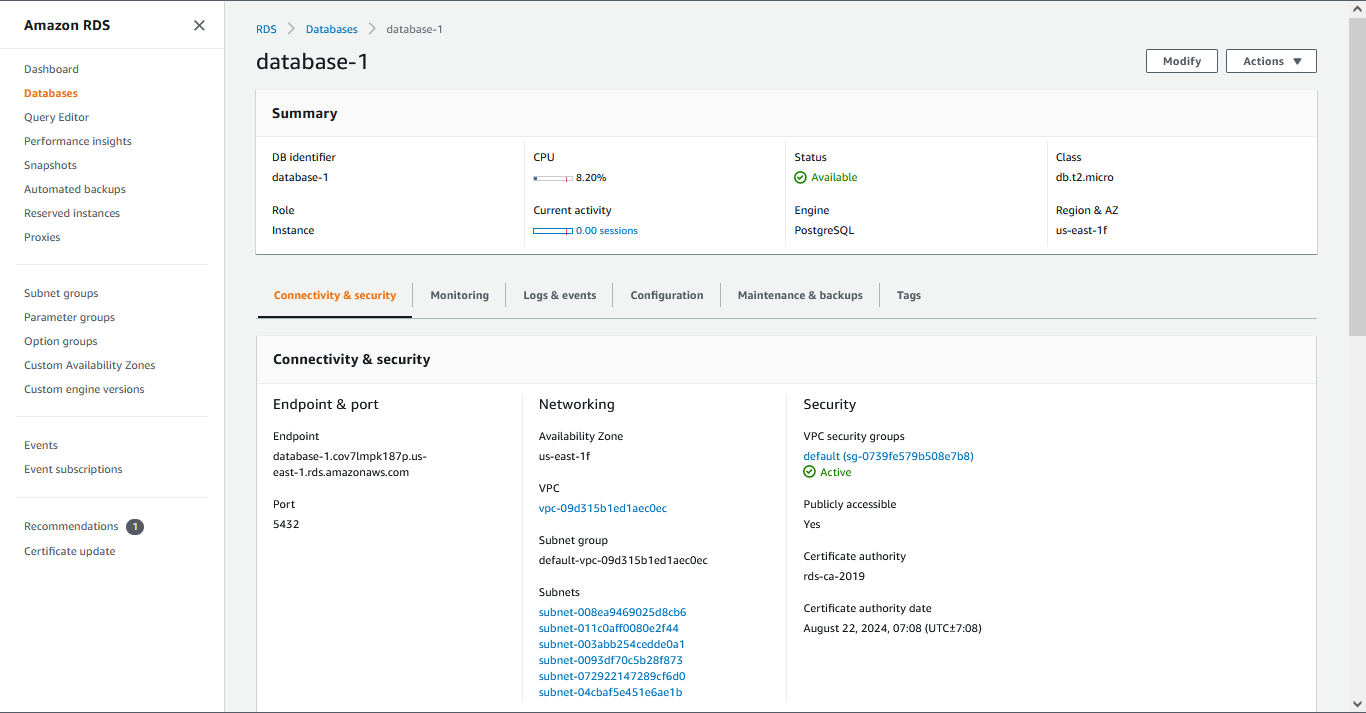 Amazon RDS
Dashboard
Databases
Query Editor
Performance insights
Snapshots
Automated backups
Reserved instances
Proxies
Subnet groups
Parameter groups
Option groups
Custom Availability Zones
Custom engine versions
Events
Event subscriptions
Recommendations 1
Certificate update
RDS > Databases > database-1
database-1
Modify
Actions
Summary
DB identifier
database-1
CPU
8.20%
Status
Available
Class
db.t2.micro
Role
Instance
Current activity
0.00 sessions
Engine
PostgreSQL
Region & AZ
us-east-1f
Connectivity & security
Monitoring
Logs & events
Configuration
Maintenance & backups
Tags
Connectivity & security
Endpoint & port
Endpoint
database-1.cov7lmpk187p.us-
east-1.rds.amazonaws.com
Port
5432
Networking
Availability Zone
us-east-1f
VPC
vpc-09d315b1ed1aec0ec
Subnet group
default-vpc-09d315b1ed1aec0ec
Subnets
subnet-008ea9469025d8cb6
subnet-011c0aff0080e2f44
subnet-003abb254cedde0a1
subnet-0093df70c5b28f873
subnet-072922147289cf6d0
subnet-04cbaf5e451e6ae1b
Security
VPC security groups
default (sg-0739fe579b508e7b8)
Active
Publicly accessible
Yes
Certificate authority
rds-ca-2019
Certificate authority date
August 22, 2024, 07:08 (UTC±7:08)